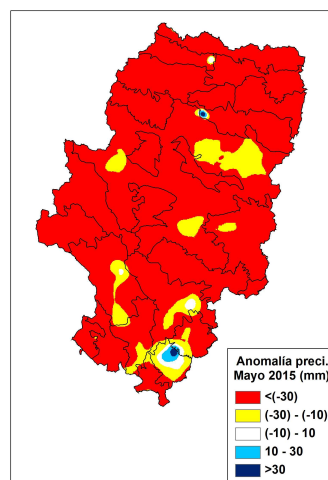 Anomalía preci.
Mayo 2015 (mm)
<(-30)
(-30) - (-10)
(-10) - 10
10 - 30
>30